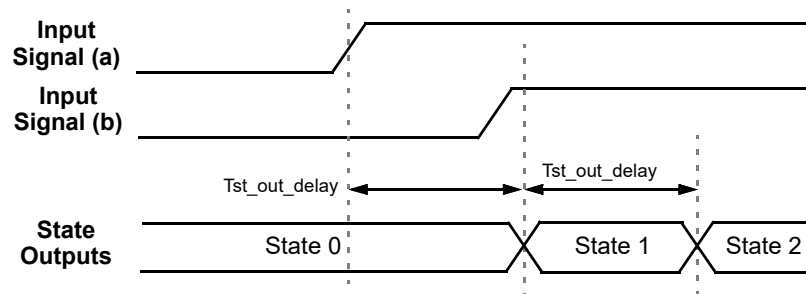 Input
Signal (a)
Input
Signal (b)
Tst_out_delay
Tst_out_delay
State
Outputs
State 0
State 1
State 2